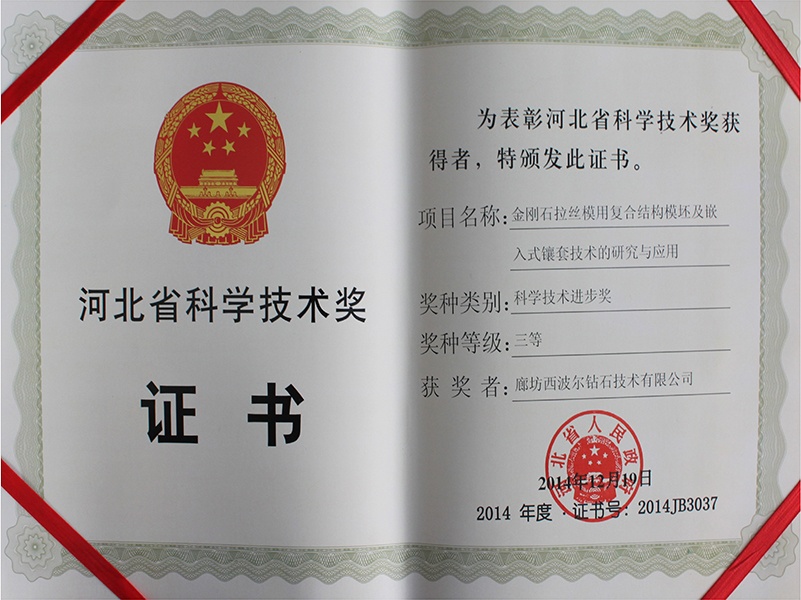 河北省科学技术奖
证书
为表彰河北省科学技术奖获
得者，特颁发此证书。
项目名称：金刚石拉丝模用复合结构模坯及嵌
入式镶套技术的研究与应用
奖种类别：科学技术进步奖
奖种等级：三等
获奖者：廊坊西波尔钻石技术有限公司
河北省人民政府
2014年12月19日
2014 年度·证书号：2014JB3037